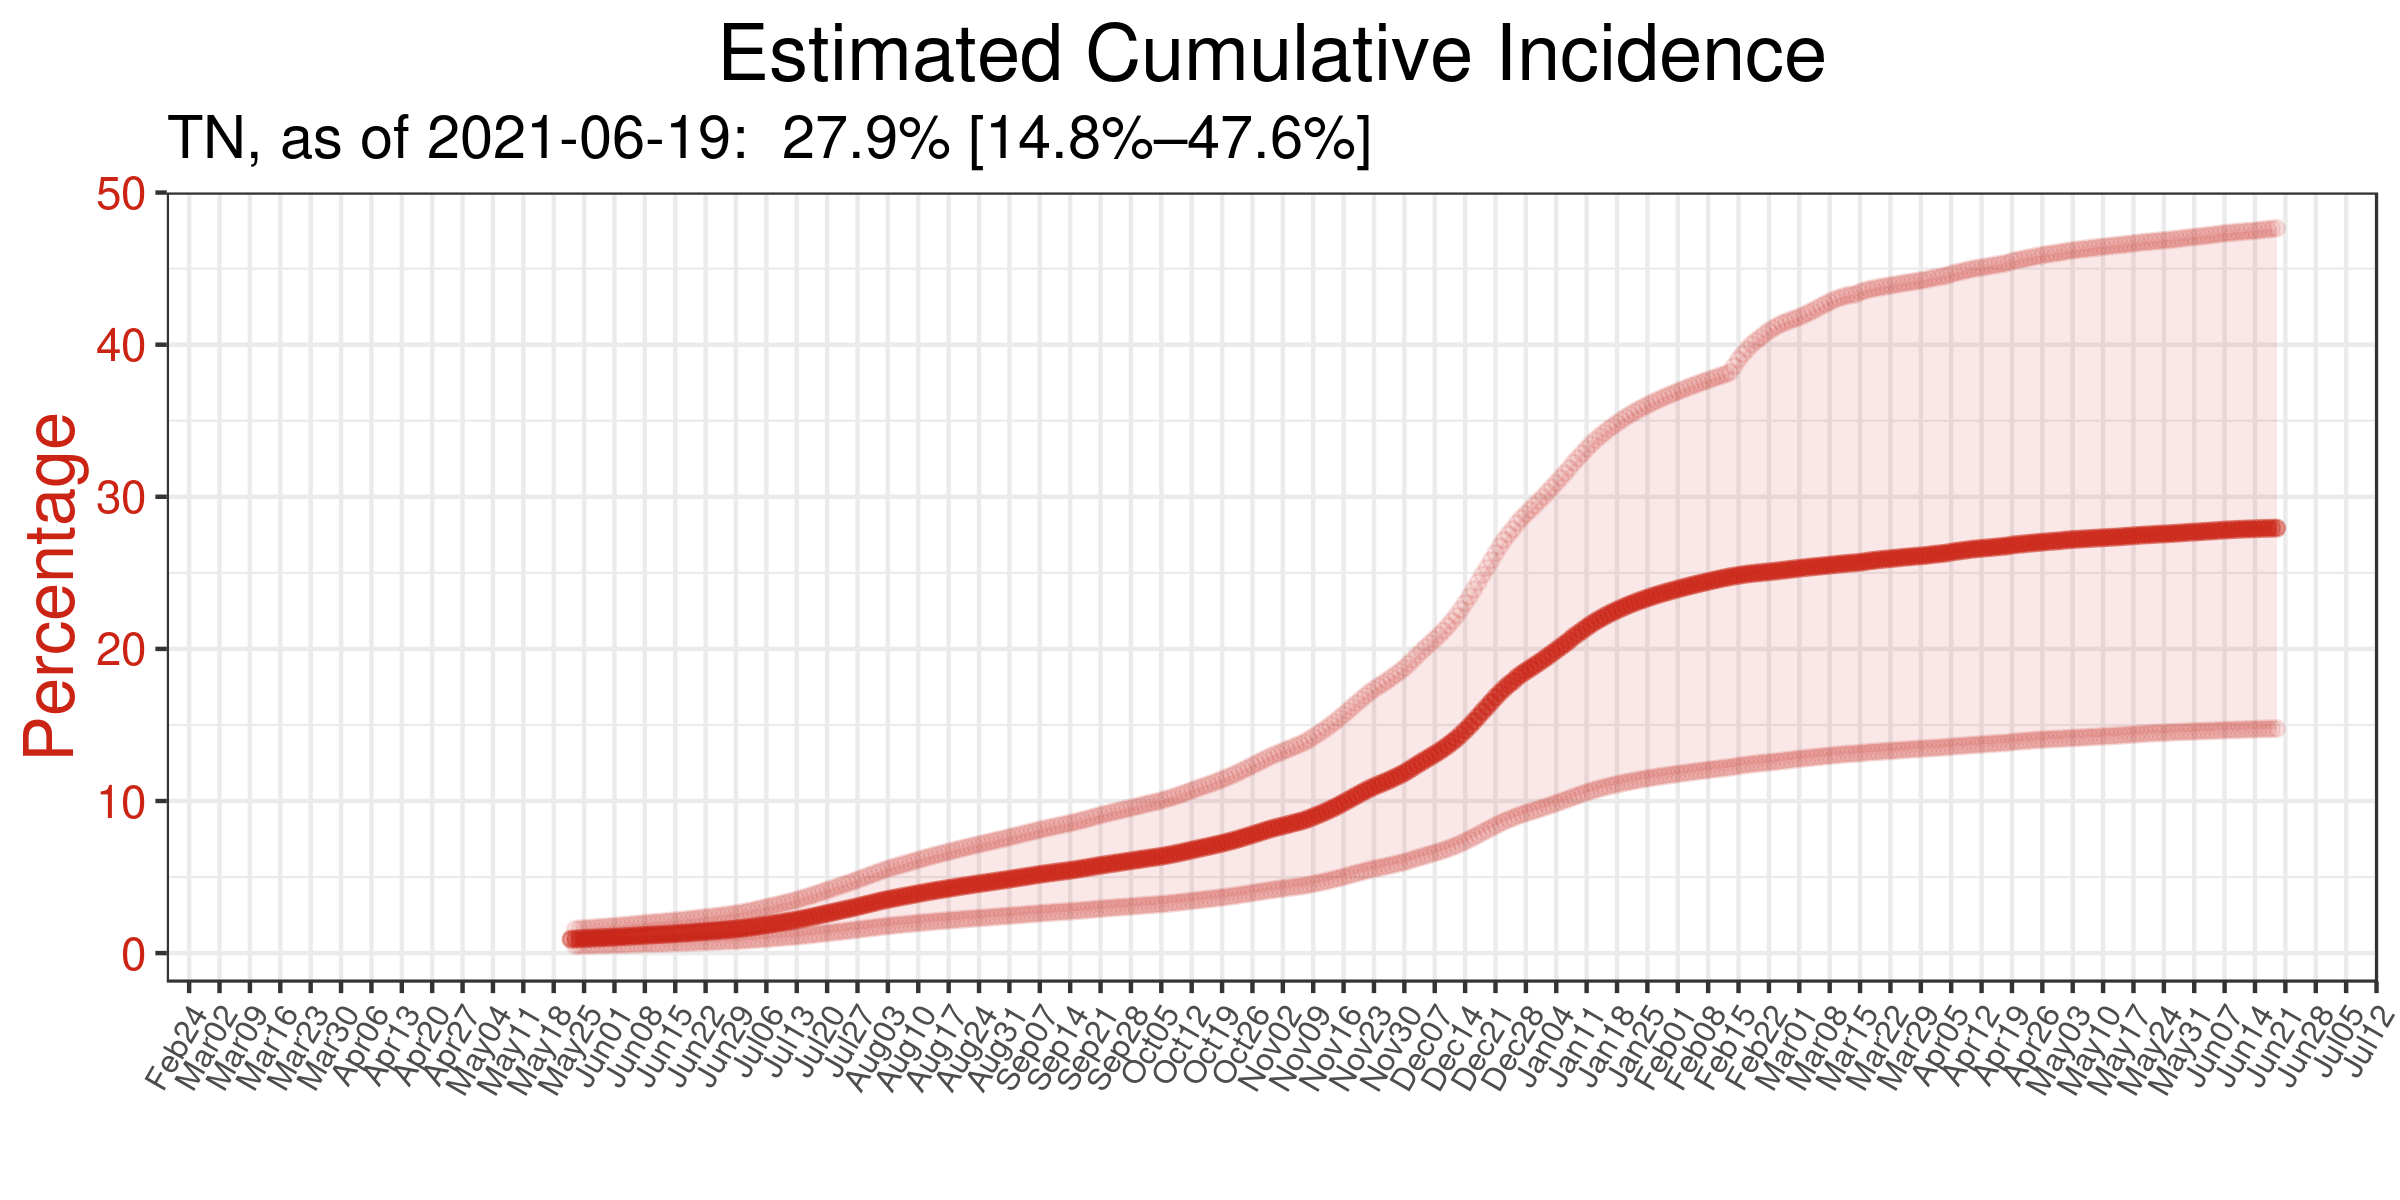 Estimated Cumulative Incidence
TN, as of 2021-06-19: 27.9% [14.8%–47.6%]
Percentage
50
40
30
20
10
0
Feb24
Mar02
Mar09
Mar16
Mar23
Mar30
Apr06
Apr13
Apr20
Apr27
May04
May11
May18
May25
Jun01
Jun08
Jun15
Jun22
Jun29
Jul06
Jul13
Jul20
Jul27
Aug03
Aug10
Aug17
Aug24
Aug31
Sep07
Sep14
Sep21
Sep28
Oct05
Oct12
Oct19
Oct26
Nov02
Nov09
Nov16
Nov23
Nov30
Dec07
Dec14
Dec21
Dec28
Jan04
Jan11
Jan18
Jan25
Feb01
Feb08
Feb15
Feb22
Mar01
Mar08
Mar15
Mar22
Mar29
Apr05
Apr12
Apr19
Apr26
May03
May10
May17
May24
May31
Jun07
Jun14
Jun21
Jun28
Jul05
Jul12